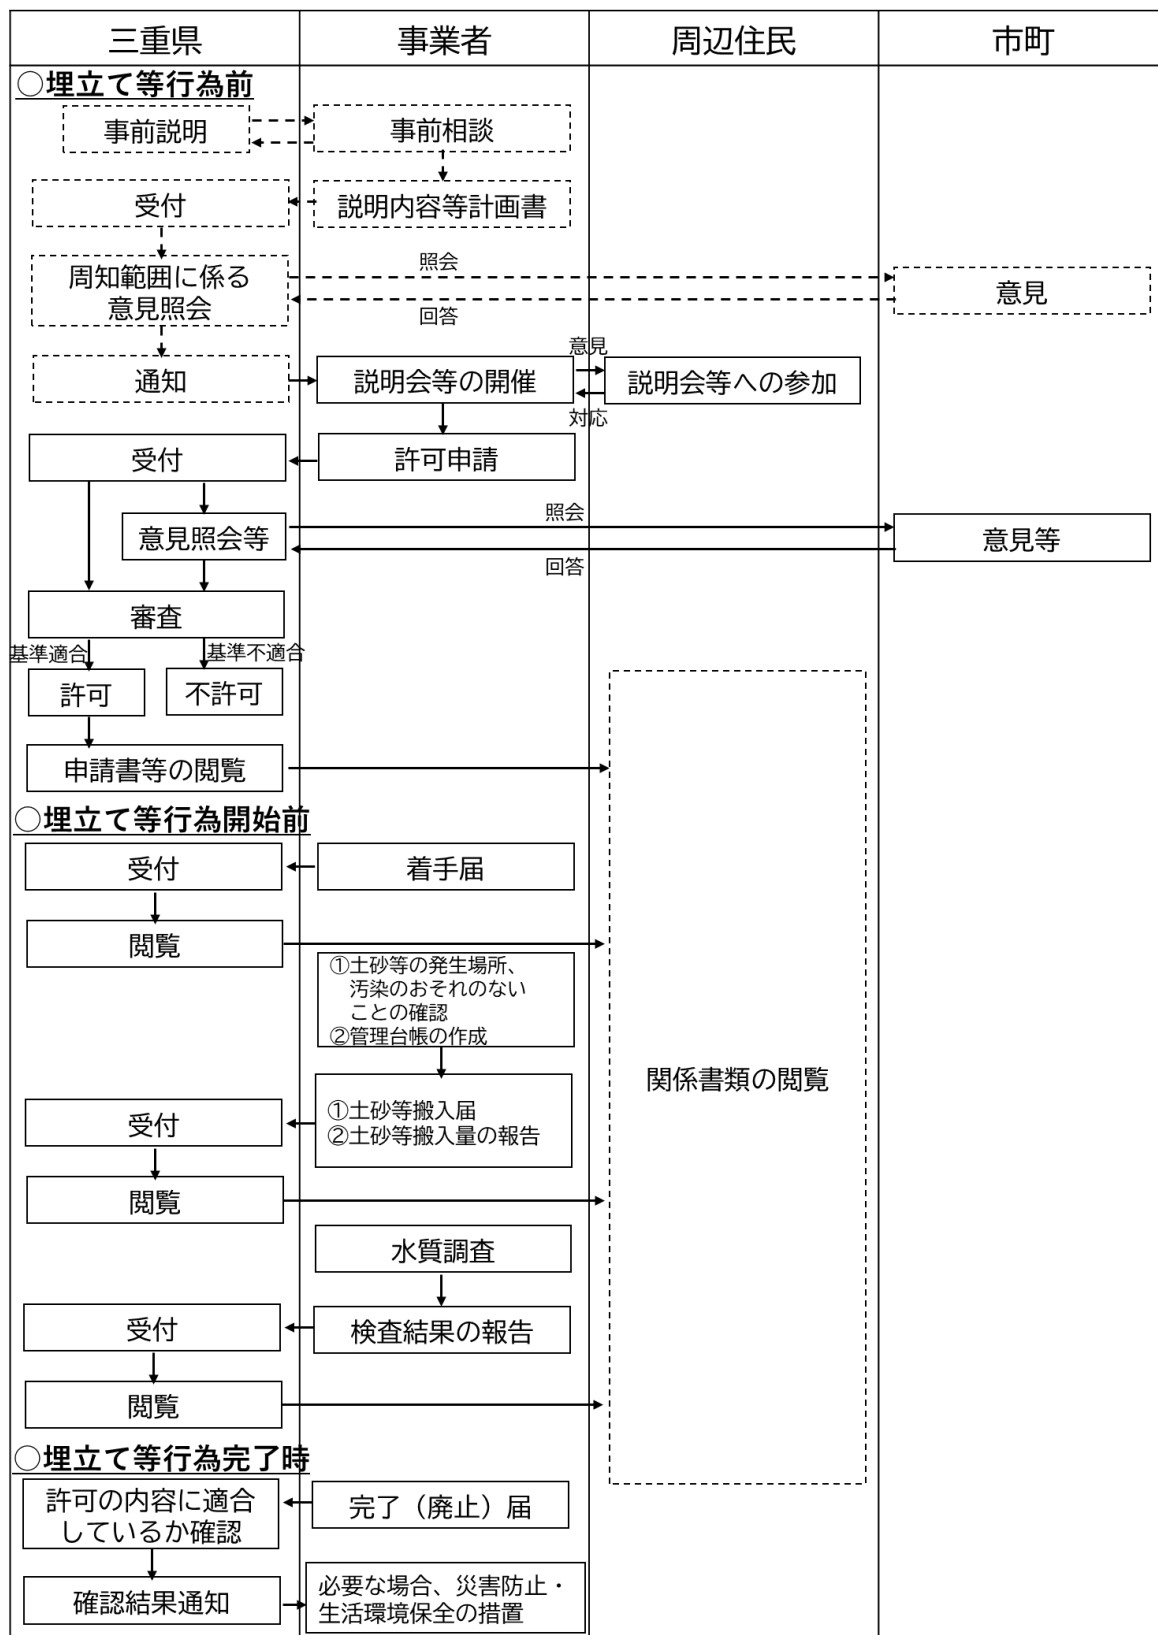 三重県
事業者
周辺住民
市町
○埋立て等行為前
事前説明
事前相談
受付
説明内容等計画書
照会
周知範囲に係る
意見照会
意見
回答
意見
通知
説明会等の開催
説明会等への参加
対応
受付
許可申請
照会
意見照会等
意見等
回答
審査
基準適合
基準不適合
許可
不許可
申請書等の閲覧
○埋立て等行為開始前
受付
着手届
閲覧
①土砂等の発生場所、
汚染のおそれのない
ことの確認
②管理台帳の作成
関係書類の閲覧
受付
①土砂等搬入届
②土砂等搬入量の報告
閲覧
水質調査
受付
検査結果の報告
閲覧
○埋立て等行為完了時
許可の内容に適合
しているか確認
完了（廃止）届
確認結果通知
必要な場合、災害防止・
生活環境保全の措置